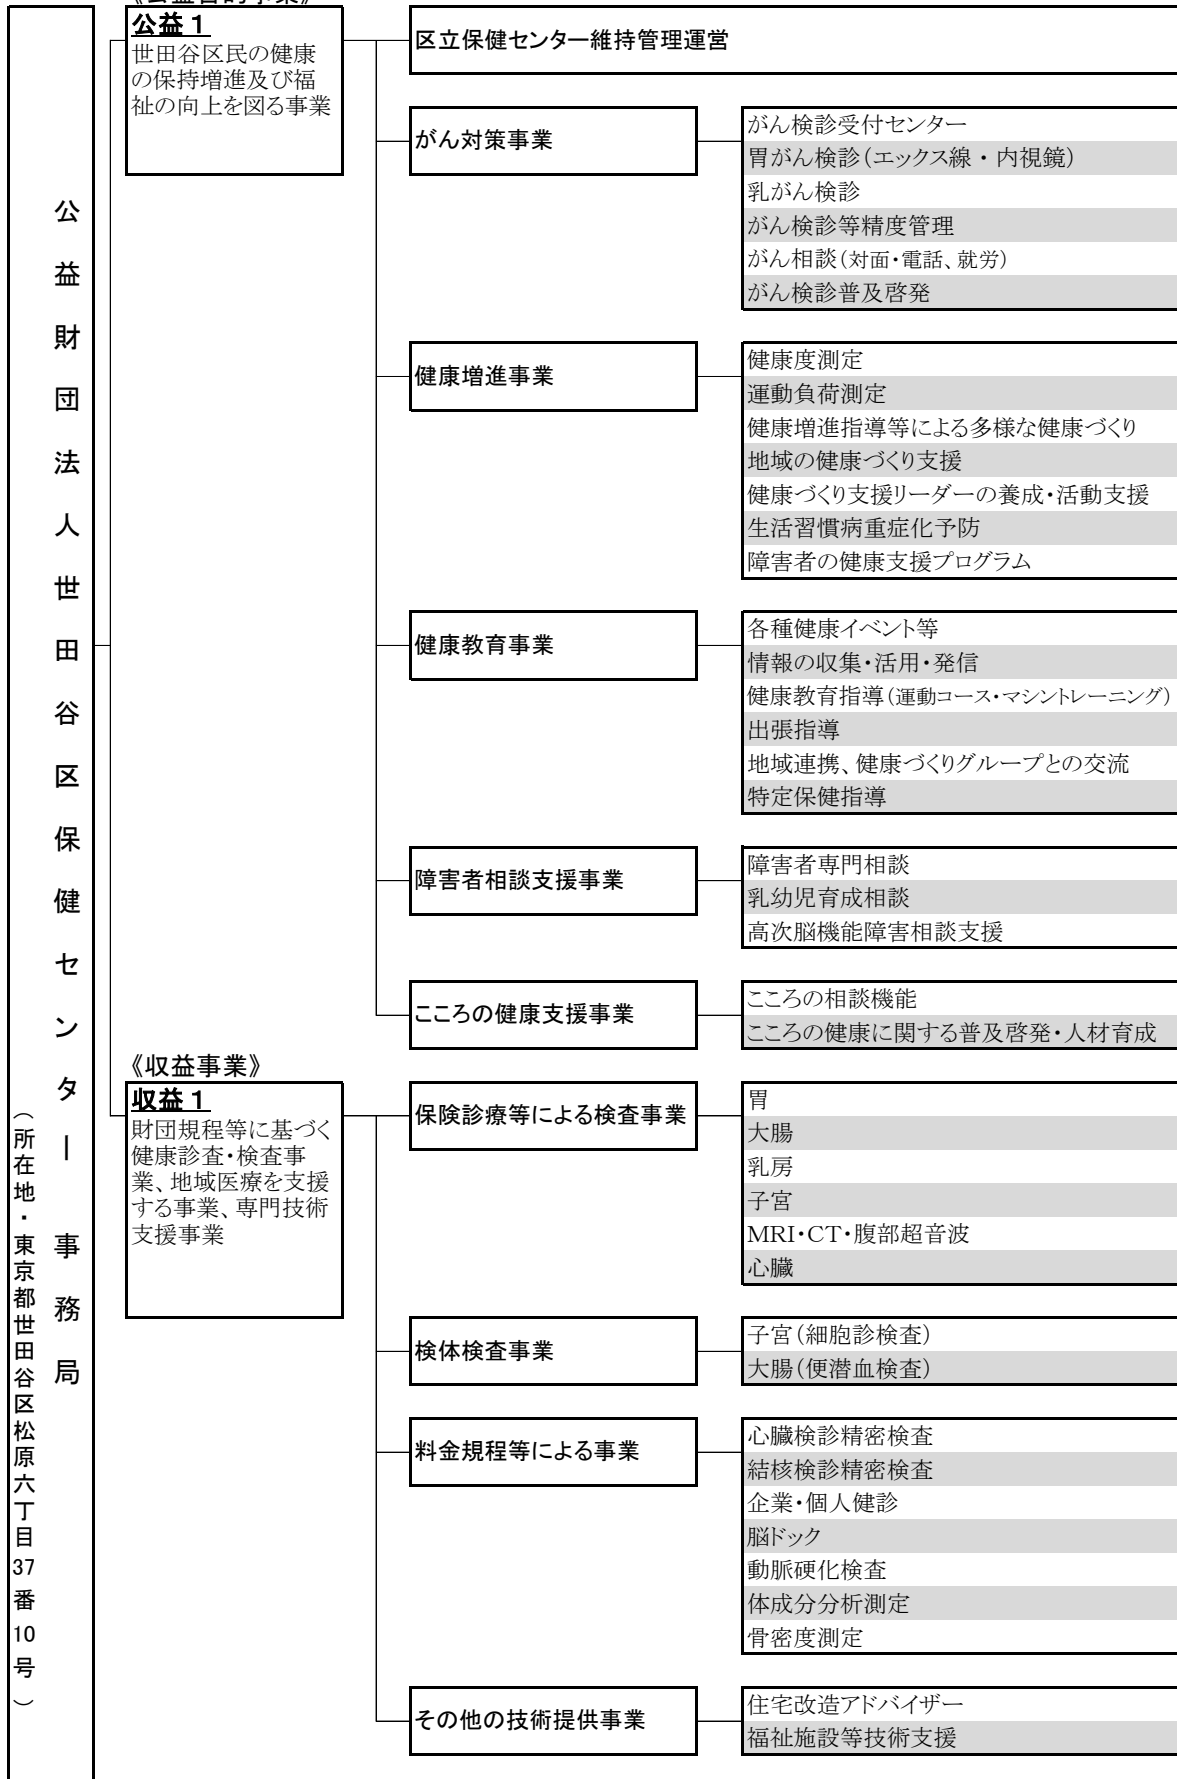 公益財団法人世田谷区保健センター事務局
（所在地・東京都世田谷区松原六丁目37番10号）
《公益目的事業》
公益１
世田谷区民の健康
の保持増進及び福
祉の向上を図る事業
区立保健センター維持管理運営
がん対策事業
がん検診受付センター
胃がん検診（エックス線・内視鏡）
乳がん検診
がん検診等精度管理
がん相談（対面・電話、就労）
がん検診普及啓発
健康増進事業
健康度測定
運動負荷測定
健康増進指導等による多様な健康づくり
地域の健康づくり支援
健康づくり支援リーダーの養成・活動支援
生活習慣病重症化予防
障害者の健康支援プログラム
健康教育事業
各種健康イベント等
情報の収集・活用・発信
健康教育指導（運動コース・マシントレーニング）
出張指導
地域連携、健康づくりグループとの交流
特定保健指導
障害者相談支援事業
障害者専門相談
乳幼児育成相談
高次脳機能障害相談支援
こころの健康支援事業
こころの相談機能
こころの健康に関する普及啓発・人材育成
《収益事業》
収益１
財団規程等に基づく
健康診査・検査事
業、地域医療を支援
する事業、専門技術
支援事業
保険診療等による検査事業
胃
大腸
乳房
子宮
MRI・CT・腹部超音波
心臓
検体検査事業
子宮（細胞診検査）
大腸（便潜血検査）
料金規程等による事業
心臓検診精密検査
結核検診精密検査
企業・個人健診
脳ドック
動脈硬化検査
体成分分析測定
骨密度測定
その他の技術提供事業
住宅改造アドバイザー
福祉施設等技術支援